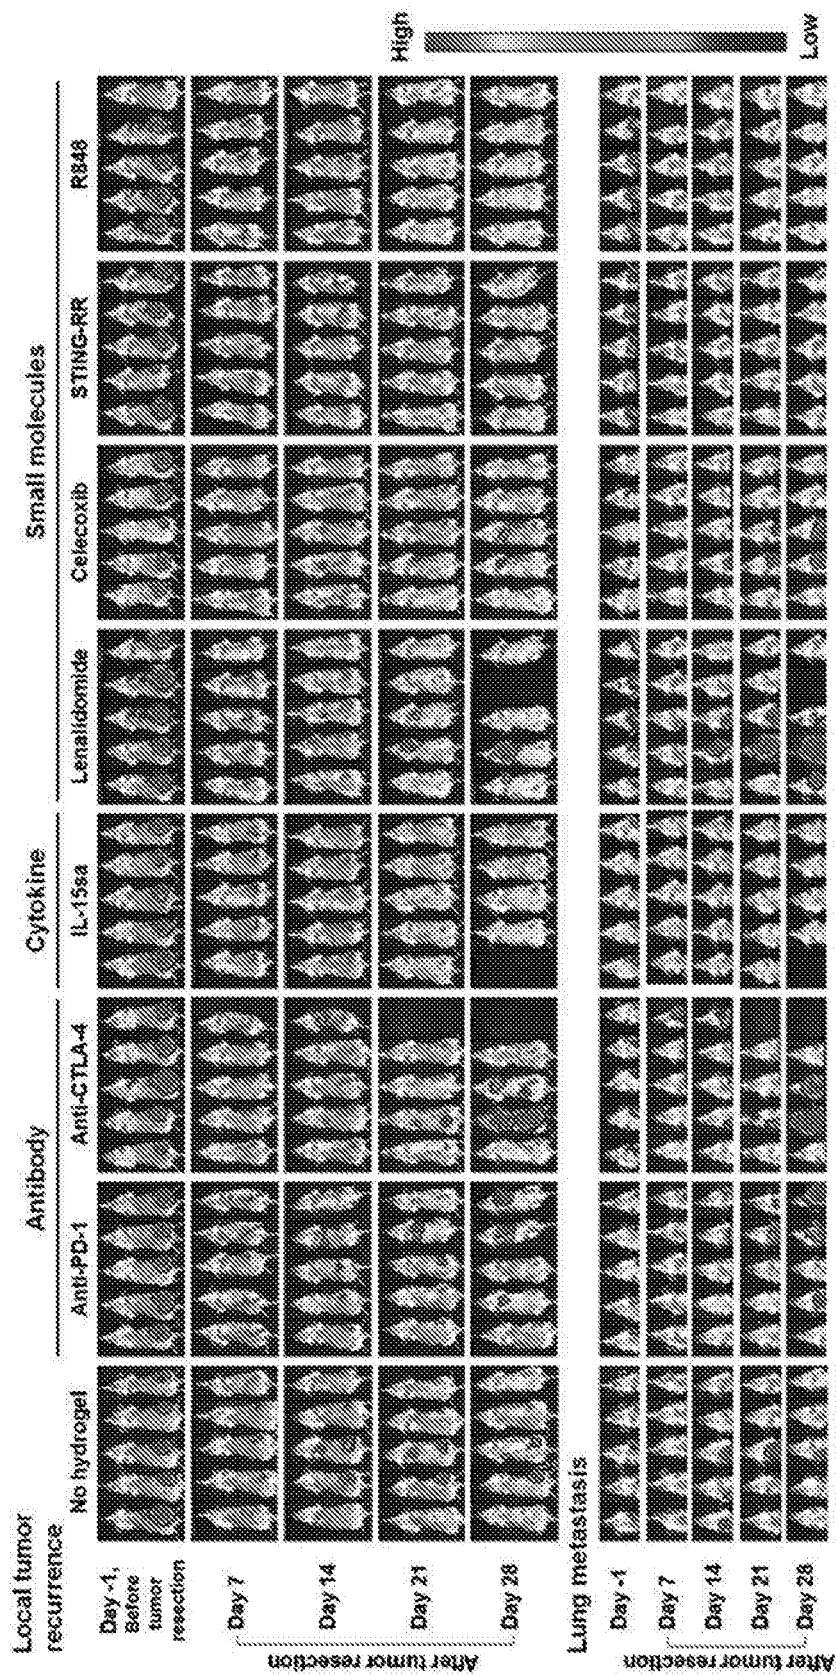 Local tumor
recurrence
Antibody
Cytokine
Small molecules
No hydrogel
Anti-PD-1
Anti-CTLA-4
IL-15sa
Lenalidomide
Celecoxib
STING-RR
R848
Day -1,
Before
tumor
resection
Day 7
Day 14
Day 21
Day 28
After tumor resection
High
Low
Lung metastasis
Day -1
Day 7
Day 14
Day 21
Day 28
After tumor resection